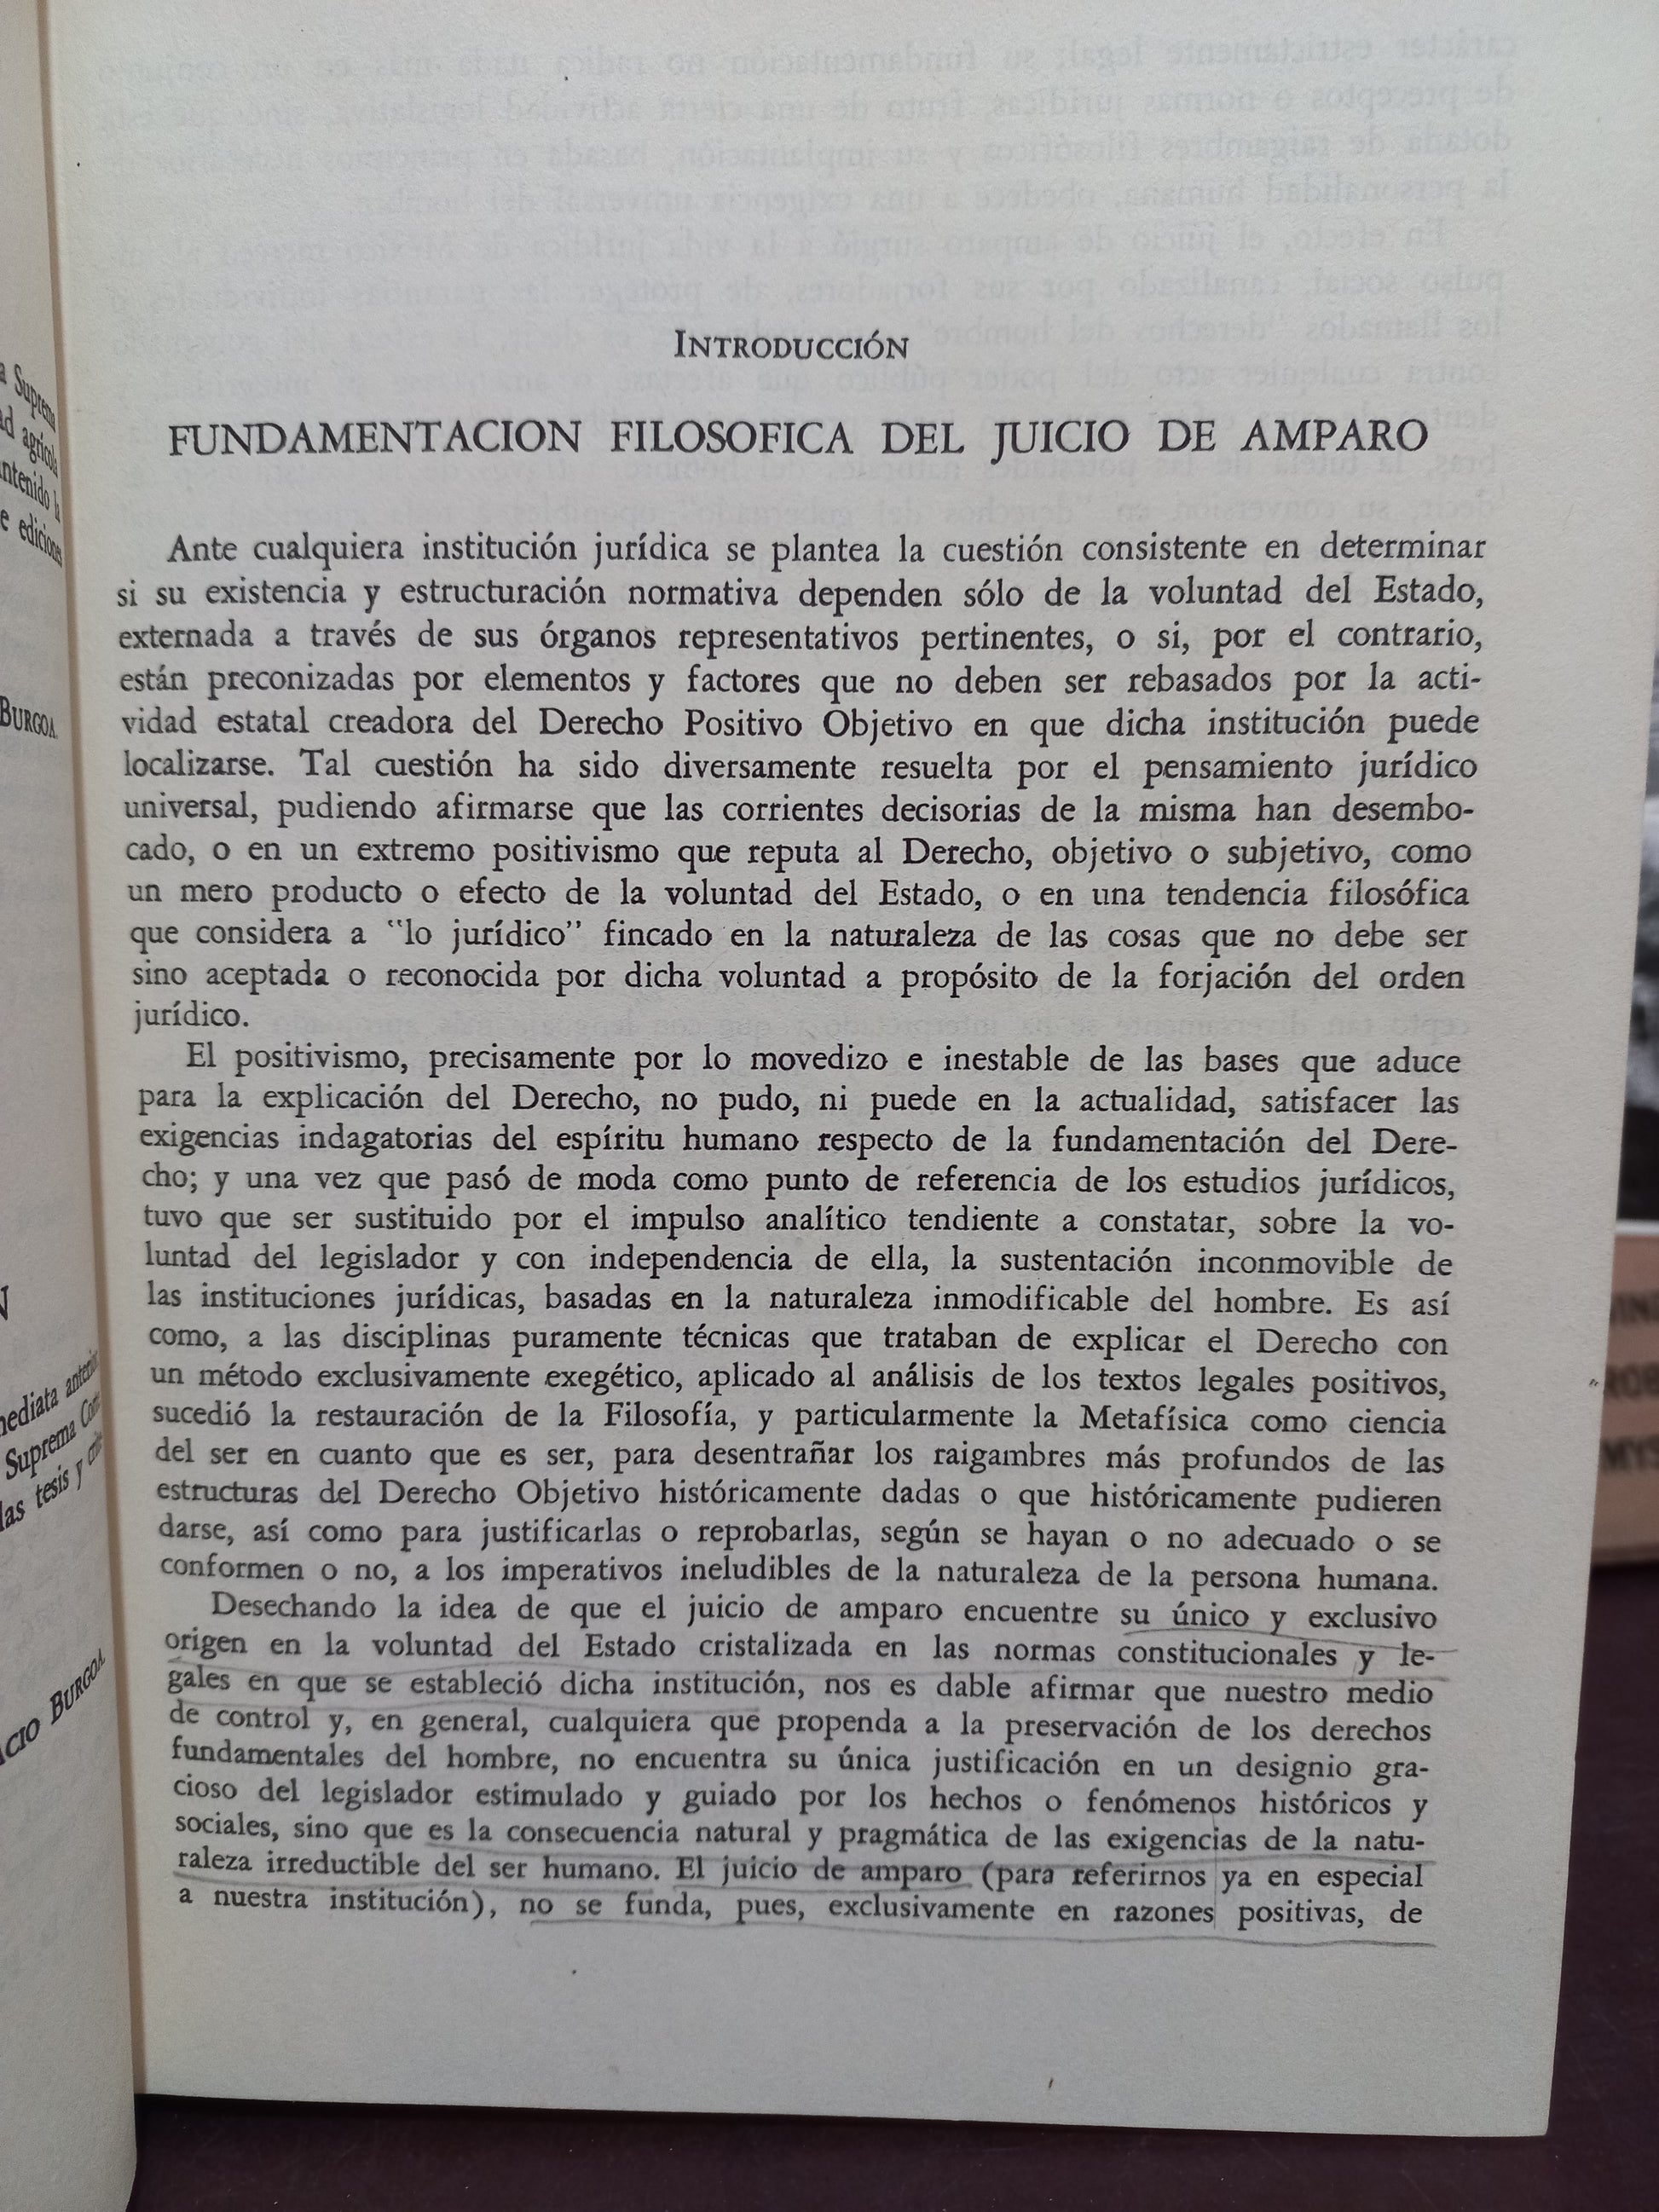 a Suprema
ad agrícola
ntenido l
e ediciones
BURGOA.
N
mediata anterior
Suprema Cort
las tesis y
ACIO BURGOA.
INTRODUCCIÓN
FUNDAMENTACION FILOSOFICA DEL JUICIO DE AMPARO
Ante cualquiera institución jurídica se plantea la cuestión consistente en determinar
si su existencia y estructuración normativa dependen sólo de la voluntad del Estado,
externada a través de sus órganos representativos pertinentes, o si, por el contrario,
están preconizadas por elementos y factores que no deben ser rebasados por la acti-
vidad estatal creadora del Derecho Positivo Objetivo en que dicha institución puede
localizarse. Tal cuestión ha sido diversamente resuelta por el pensamiento jurídico
universal, pudiendo afirmarse que las corrientes decisorias de la misma han desembo-
cado, o en un extremo positivismo que reputa al Derecho, objetivo o subjetivo, como
un mero producto o efecto de la voluntad del Estado, o en una tendencia filosófica
que considera a "lo jurídico" fincado en la naturaleza de las cosas que no debe ser
sino aceptada o reconocida por dicha voluntad a propósito de la forjación del orden
jurídico.
El positivismo, precisamente por lo movedizo e inestable de las bases que aduce
para la explicación del Derecho, no pudo, ni puede en la actualidad, satisfacer las
exigencias indagatorias del espíritu humano respecto de la fundamentación del Dere-
cho; y una vez que pasó de moda como punto de referencia de los estudios jurídicos,
tuvo que ser sustituido por el impulso analítico tendiente a constatar, sobre la vo-
luntad del legislador y con independencia de ella, la sustentación inconmovible de
las instituciones jurídicas, basadas en la naturaleza inmodificable del hombre. Es así
como, a las disciplinas puramente técnicas que trataban de explicar el Derecho con
un método exclusivamente exegético, aplicado al análisis de los textos legales positivos,
sucedió la restauración de la Filosofía, y particularmente la Metafísica como ciencia
del ser en cuanto que es ser, para desentrañar los raigambres más profundos de las
estructuras del Derecho Objetivo históricamente dadas o que históricamente pudieren
darse, así como para justificarlas o reprobarlas, según se hayan o no adecuado o se
conformen o no, a los imperativos ineludibles de la naturaleza de la persona humana.
Desechando la idea de que el juicio de amparo encuentre su único y exclusivo
origen en la voluntad del Estado cristalizada en las normas constitucionales y le-
gales en que se estableció dicha institución, nos es dable afirmar que nuestro medio
de control y, en general, cualquiera que propenda a la preservación de los derechos
fundamentales del hombre, no encuentra su única justificación en un designio gra-
cioso del legislador estimulado y guiado por los hechos o fenómenos históricos y
sociales, sino que es la consecuencia natural y pragmática de las exigencias de la natu-
raleza irreductible del ser humano. El juicio de amparo (para referirnos ya en especial
a nuestra institución), no se funda, pues, exclusivamente en razones positivas, de